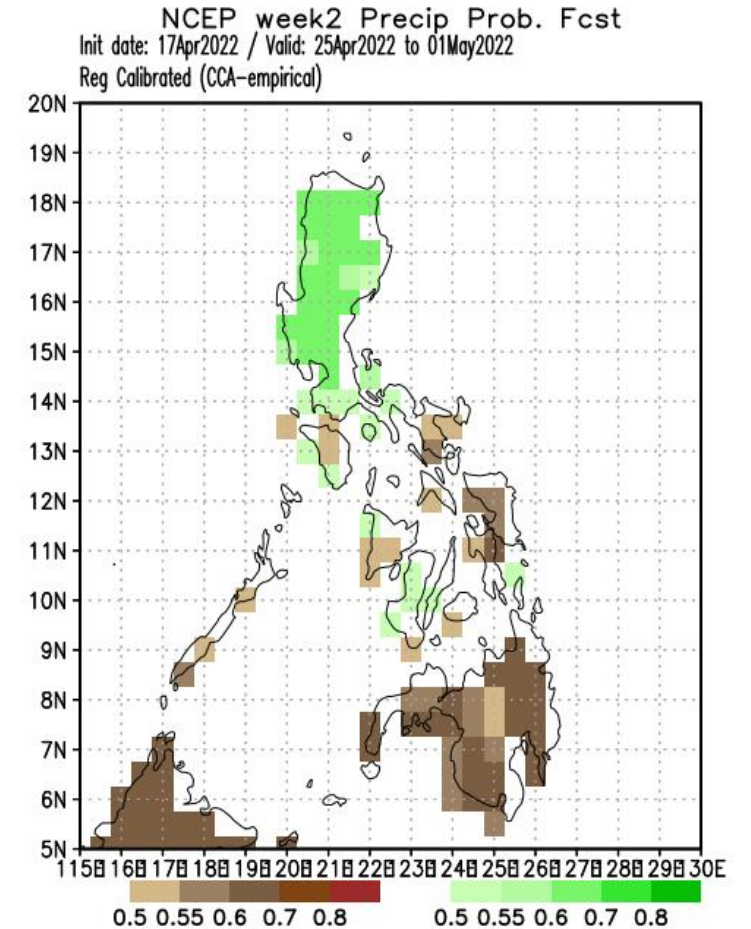 NCEP week2 Precip Prob. Fcst
Init date: 17Apr2022 / Valid: 25Apr2022 to 01May2022
Reg Calibrated (CCA-empirical)
20N
19N
18N
17N
16N
15N
14N
13N
12N
11N
10N
9N
8N
7N
6N
5N
115E 116E 117E 118E 119E 120E 121E 122E 123E 124E 125E 126E 127E 128E 129E 130E
0.5 0.55 0.6 0.7 0.8 0.5 0.55 0.6 0.7 0.8